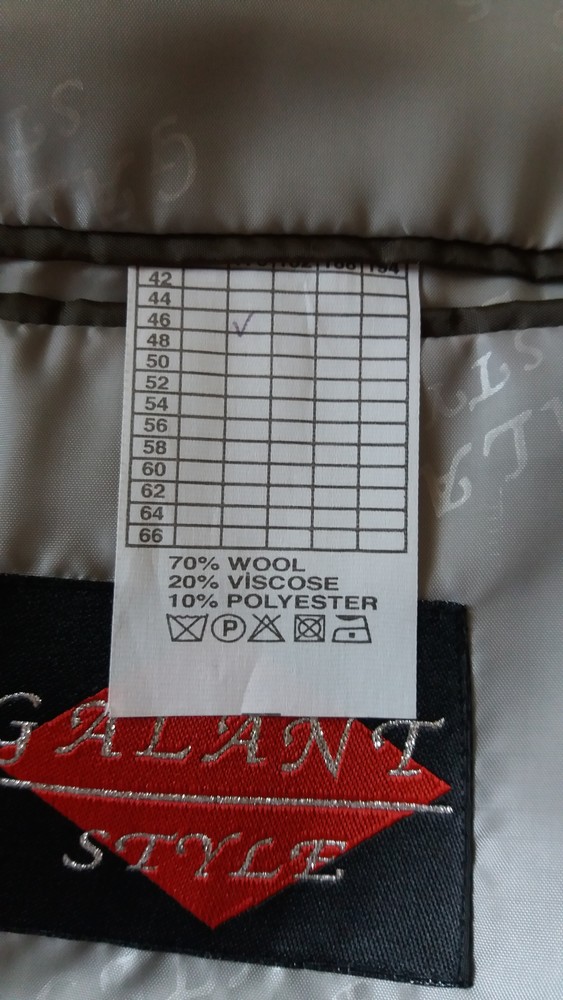 42
44
46
48
50
52
54
56
58
60
62
64
66
70% WOOL
20% VİSCOSE
10% POLYESTER
P
GALANT
STYLE